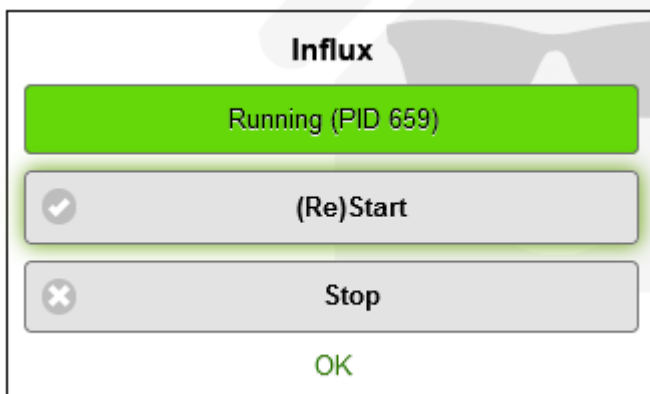 Influx
Running (PID 659)
(Re)Start
Stop
OK